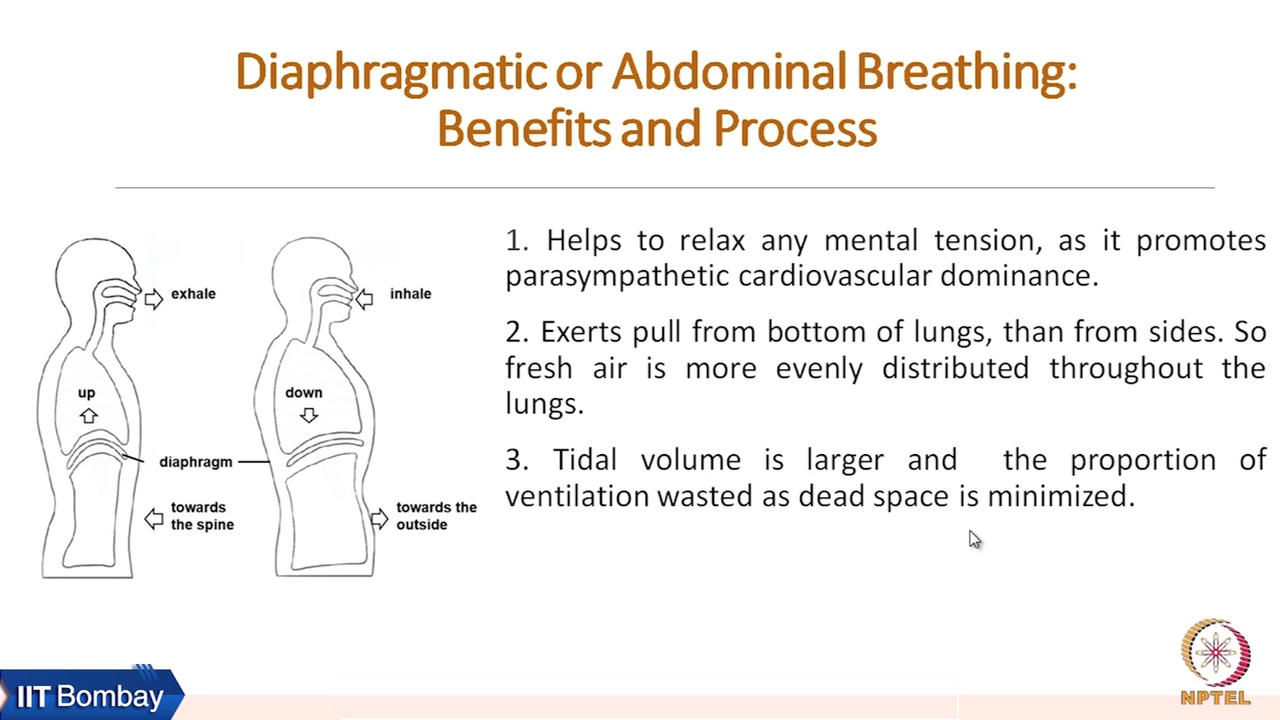 Diaphragmatic or Abdominal Breathing:
Benefits and Process
exhale
inhale
up
down
diaphragm
towards
the spine
towards the
outside
1. Helps to relax any mental tension, as it promotes
parasympathetic cardiovascular dominance.
2. Exerts pull from bottom of lungs, than from sides. So
fresh air is more evenly distributed throughout the
lungs.
3. Tidal volume is larger and the proportion of
ventilation wasted as dead space is minimized.
IIT Bombay
NPTEL